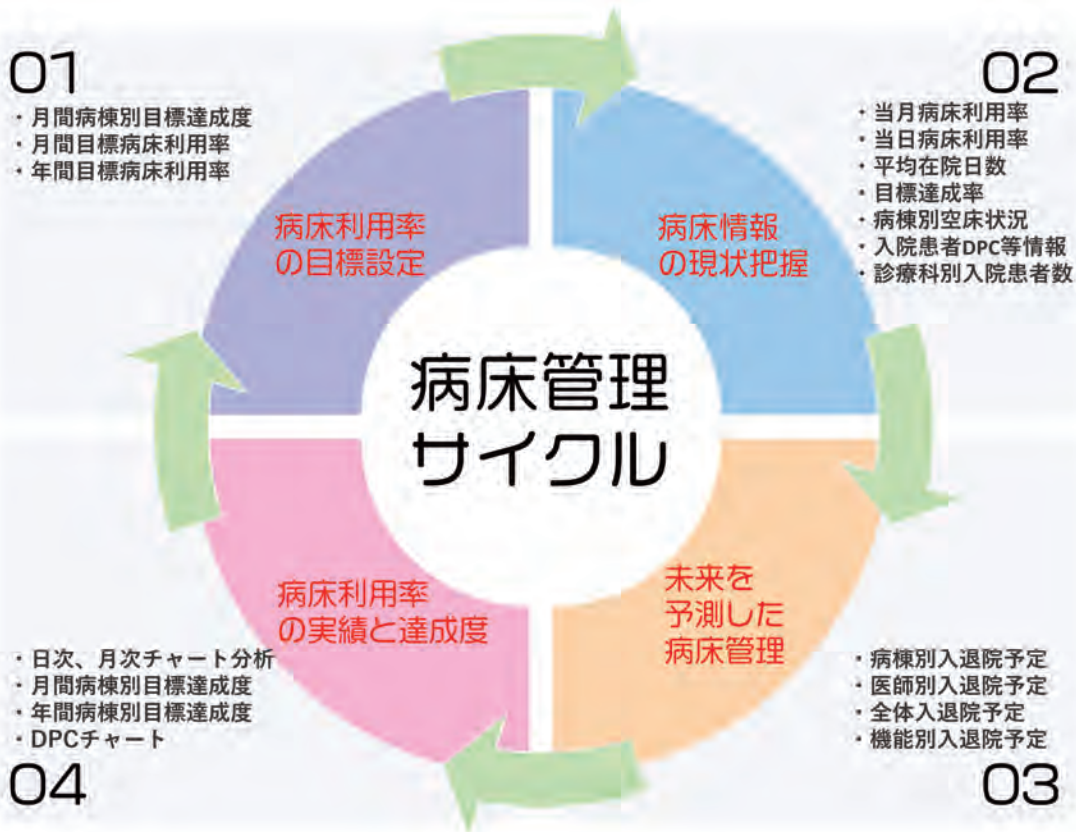 01
・月間病棟別目標達成度
・月間目標病床利用率
・年間目標病床利用率
02
・当月病床利用率
・当日病床利用率
・平均在院日数
・目標達成率
・病棟別空床状況
・入院患者DPC等情報
・診療科別入院患者数
病床利用率
の目標設定
病床情報
の現状把握
病床管理
サイクル
病床利用率
の実績と達成度
未来を
予測した
病床管理
・日次、月次チャート分析
・月間病棟別目標達成度
・年間病棟別目標達成度
・DPCチャート
04
・病棟別入退院予定
・医師別入退院予定
・全体入退院予定
・機能別入退院予定
03